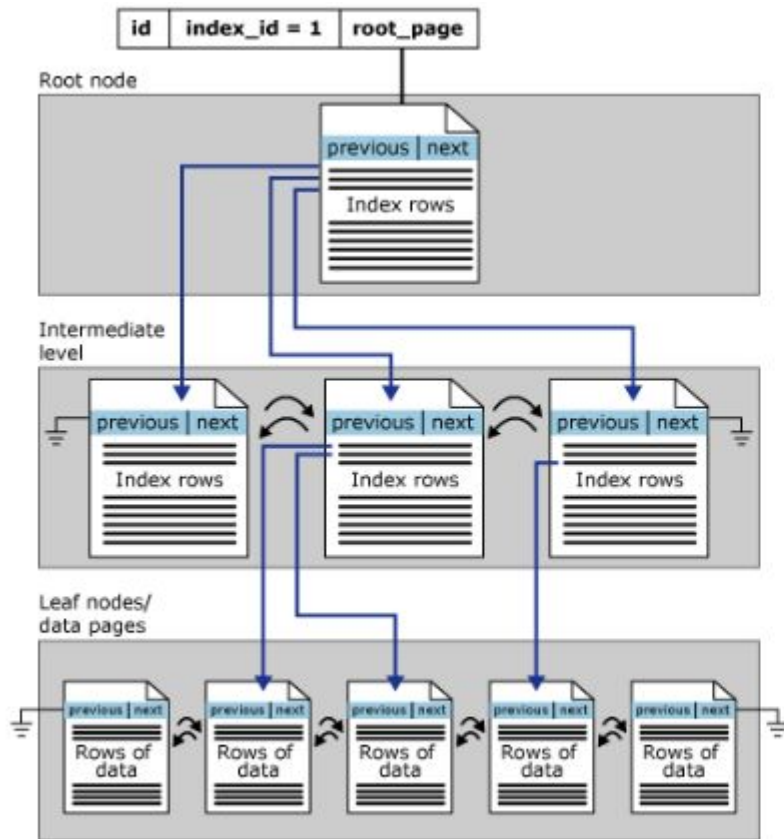 id index_id = 1 root_page
Root node
previous next
Index rows
Intermediate
level
previous next previous next previous next
Index rows Index rows Index rows
Leaf nodes/
data pages
previous next previous next previous next previous next previous next
Rows of Rows of Rows of Rows of Rows of
data data data data data